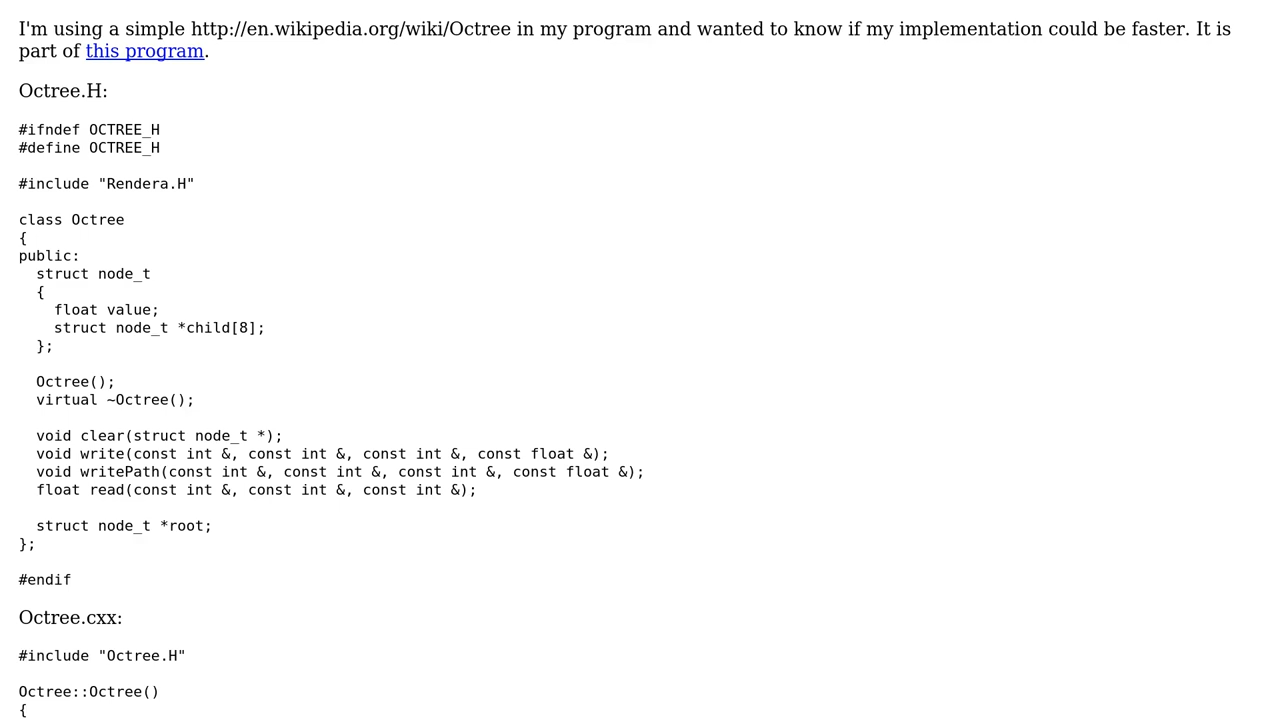 I'm using a simple http://en.wikipedia.org/wiki/Octree in my program and wanted to know if my implementation could be faster. It is
part of this program.
Octree.H:
#ifndef OCTREE_H
#define OCTREE_H
#include "Rendera.H"
class Octree
{
public:
  struct node_t
  {
    float value;
    struct node_t *child[8];
  };
  Octree();
  virtual ~Octree();
  void clear(struct node_t *);
  void write(const int &, const int &, const int &, const float &);
  void writePath(const int &, const int &, const int &, const float &);
  float read(const int &, const int &, const int &);
  struct node_t *root;
};
#endif
Octree.cxx:
#include "Octree.H"
Octree::Octree()
{